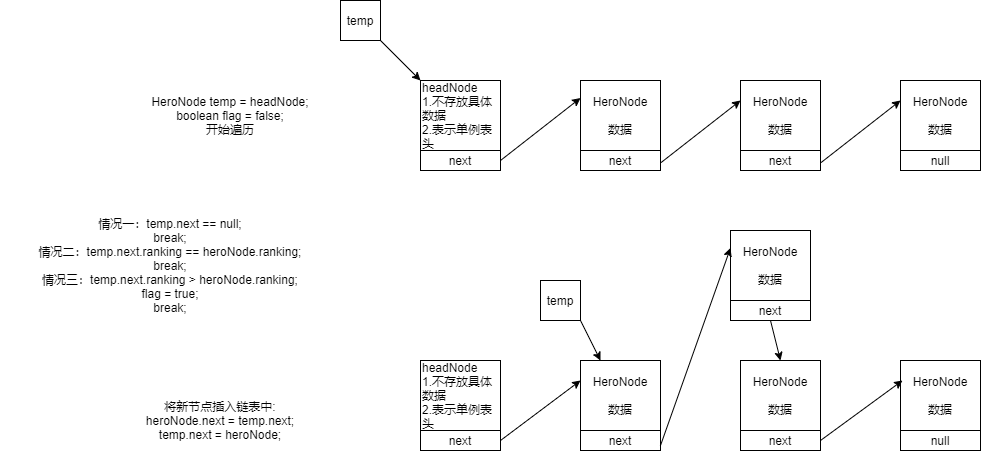 temp
HeroNode temp = headNode;
boolean flag = false;
开始遍历
headNode
1.不存放具体
数据
2.表示单例表
头
next
HeroNode
数据
next
HeroNode
数据
next
HeroNode
数据
null
情况一：temp.next == null;
break;
情况二：temp.next.ranking == heroNode.ranking;
break;
情况三：temp.next.ranking > heroNode.ranking;
flag = true;
break;
HeroNode
数据
next
temp
将新节点插入链表中:
heroNode.next = temp.next;
temp.next = heroNode;
headNode
1.不存放具体
数据
2.表示单例表
头
next
HeroNode
数据
next
HeroNode
数据
next
HeroNode
数据
null